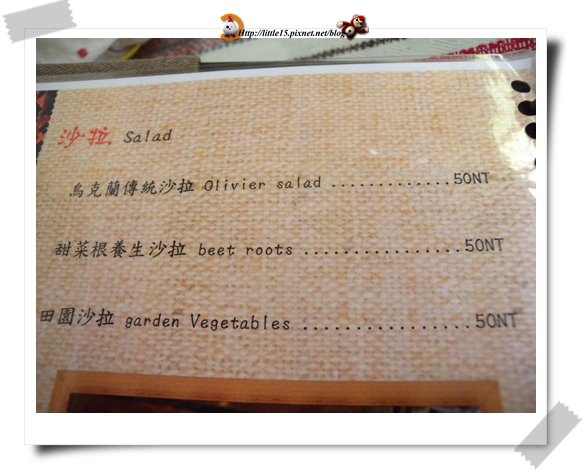 Http://little15.pixnet.net/blog
沙拉 Salad
烏克蘭傳統沙拉 Olivier salad .............50NT
甜菜根養生沙拉 beet roots .................50NT
田園沙拉 garden Vegetables ..................50NT